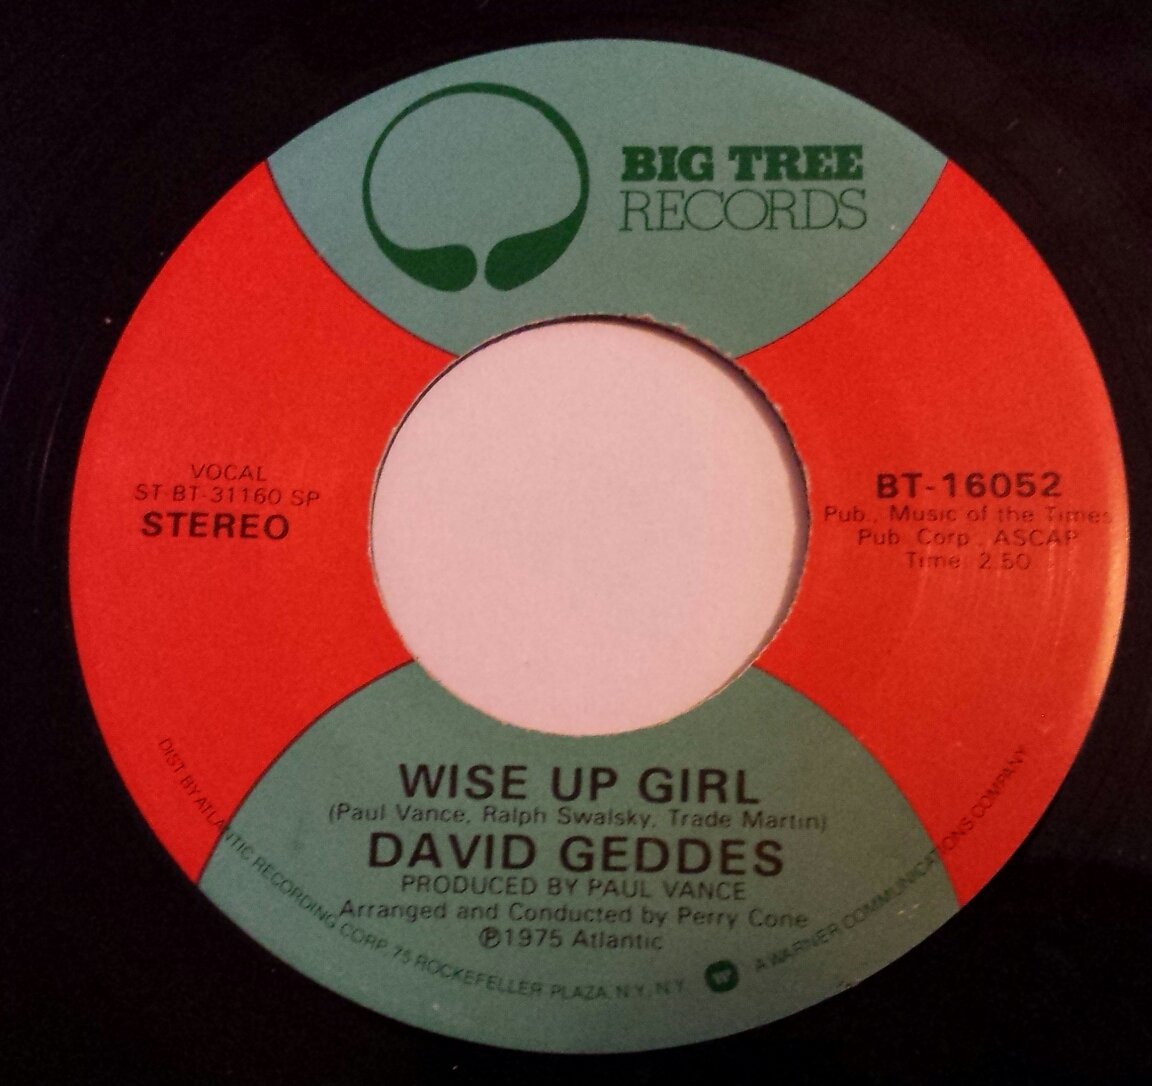 BIG TREE
RECORDS
VOCAL
ST-BT-31160 SP
STEREO
BT-16052
Pub., Music of the Times
Pub. Corp., ASCAP
Time: 2:50
WISE UP GIRL
(Paul Vance, Ralph Swalsky, Trade Martin)
DAVID GEDDES
PRODUCED BY PAUL VANCE
Arranged and Conducted by Perry Cone
℗1975 Atlantic
DIST BY ATLANTIC RECORDING CORP, 75 ROCKEFELLER PLAZA, N.Y., N.Y. A WARNER COMMUNICATIONS COMPANY